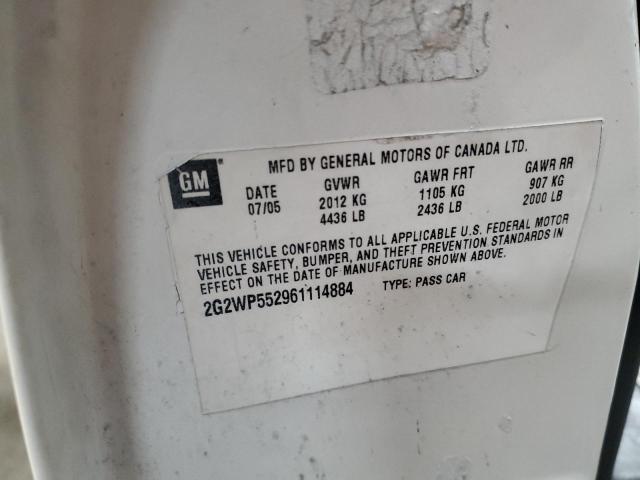 GM
MFD BY GENERAL MOTORS OF CANADA LTD.
DATE GVWR GAWR FRT GAWR RR
07/05 2012 KG 1105 KG 907 KG
4436 LB 2436 LB 2000 LB
THIS VEHICLE CONFORMS TO ALL APPLICABLE U.S. FEDERAL MOTOR
VEHICLE SAFETY, BUMPER, AND THEFT PREVENTION STANDARDS IN
EFFECT ON THE DATE OF MANUFACTURE SHOWN ABOVE.
2G2WP552961114884 TYPE: PASS CAR